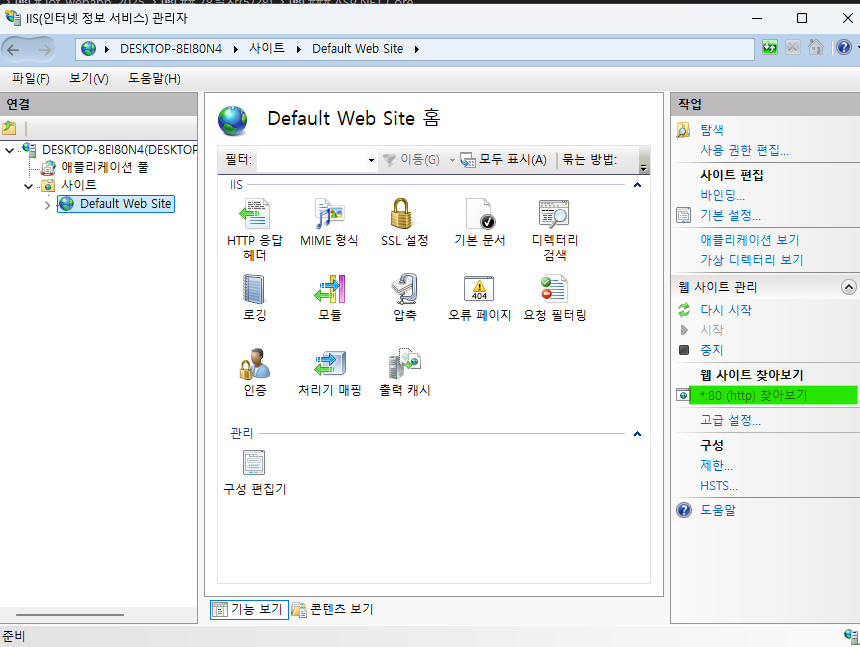 IIS(인터넷 정보 서비스) 관리자
DESKTOP-8EI80N4
사이트
Default Web Site
파일(F)
보기(V)
도움말(H)
연결
DESKTOP-8EI80N4(DESKTOP
애플리케이션 풀
사이트
Default Web Site
Default Web Site 홈
필터:
이동(G)
모두 표시(A)
묶는 방법:
IIS
HTTP 응답 헤더
MIME 형식
SSL 설정
기본 문서
디렉터리 검색
로깅
모듈
압축
404
오류 페이지
요청 필터링
인증
처리기 매핑
출력 캐시
관리
구성 편집기
기능 보기
콘텐츠 보기
작업
탐색
사용 권한 편집...
사이트 편집
바인딩...
기본 설정...
애플리케이션 보기
가상 디렉터리 보기
웹 사이트 관리
다시 시작
시작
중지
웹 사이트 찾아보기
*:80 (http) 찾아보기
고급 설정...
구성
제한...
HSTS...
도움말
준비